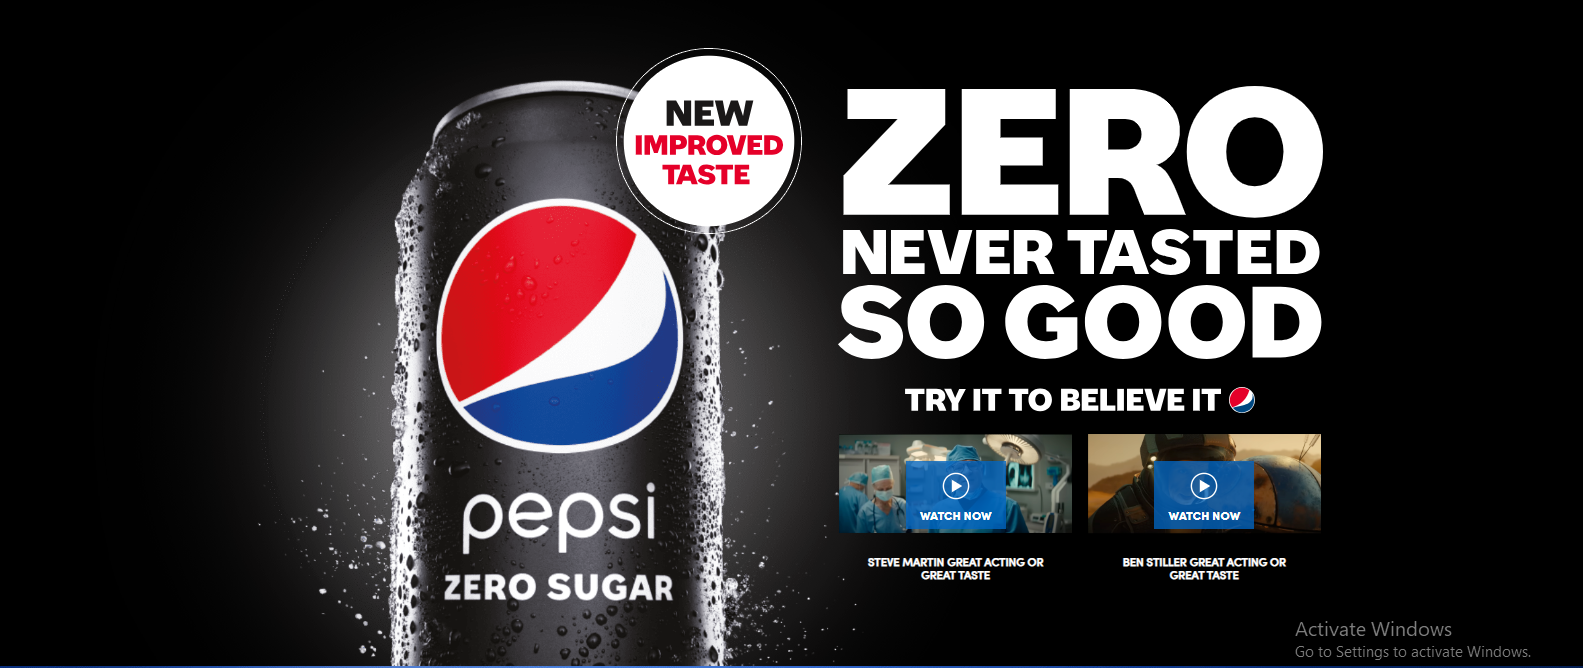 NEW
IMPROVED
TASTE
pepsi
ZERO SUGAR
ZERO
NEVER TASTED
SO GOOD
TRY IT TO BELIEVE IT
WATCH NOW
STEVE MARTIN GREAT ACTING OR
GREAT TASTE
WATCH NOW
BEN STILLER GREAT ACTING OR
GREAT TASTE
Activate Windows
Go to Settings to activate Windows.